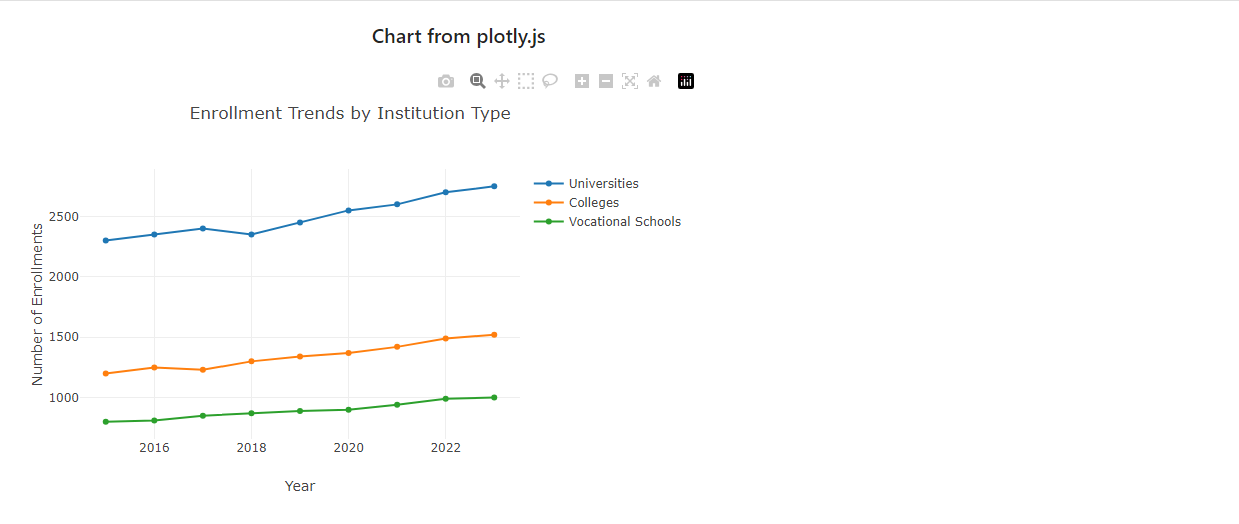 Chart from plotly.js
Enrollment Trends by Institution Type
Universities
Colleges
Vocational Schools
Number of Enrollments
2500
2000
1500
1000
2016 2018 2020 2022
Year